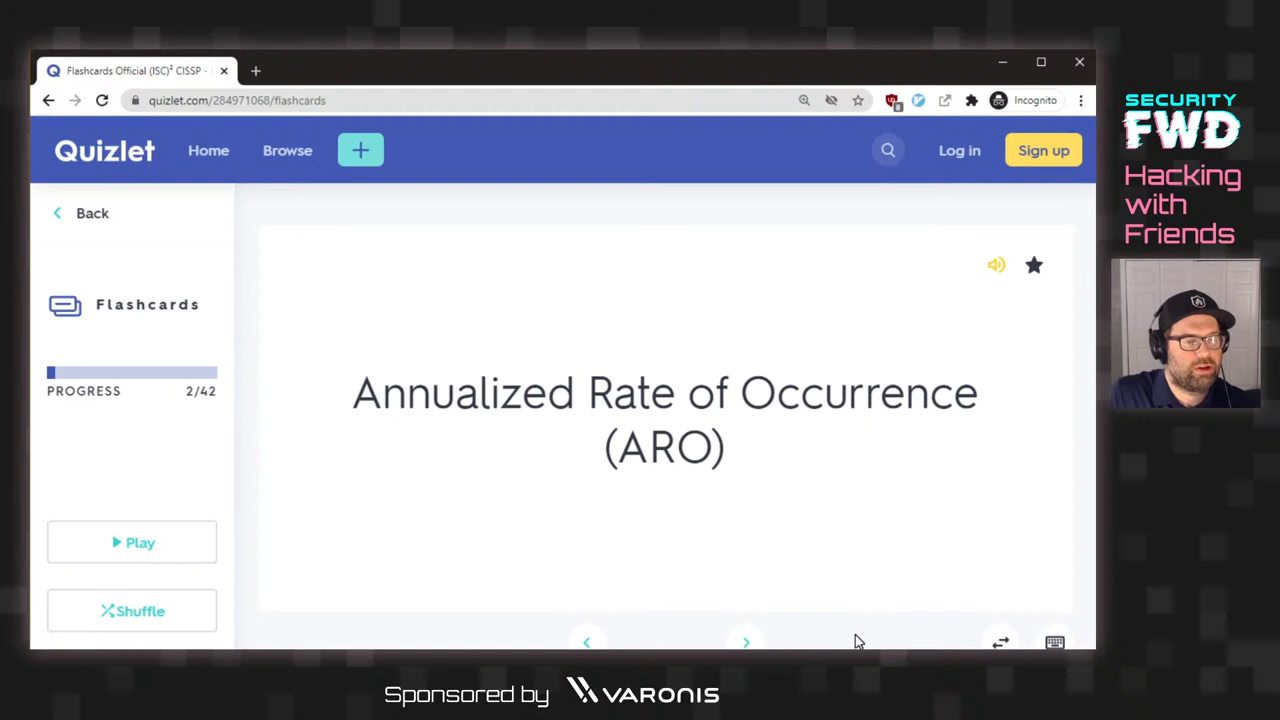 Flashcards Official (ISC)² CISSP -
quizlet.com/284971068/flashcards
Incognito
Quizlet
Home
Browse
Log in
Sign up
Back
Flashcards
PROGRESS
2/42
Play
Shuffle
Annualized Rate of Occurrence
(ARO)
SECURITY
FWD
Hacking
with
Friends
Sponsored by VARONIS